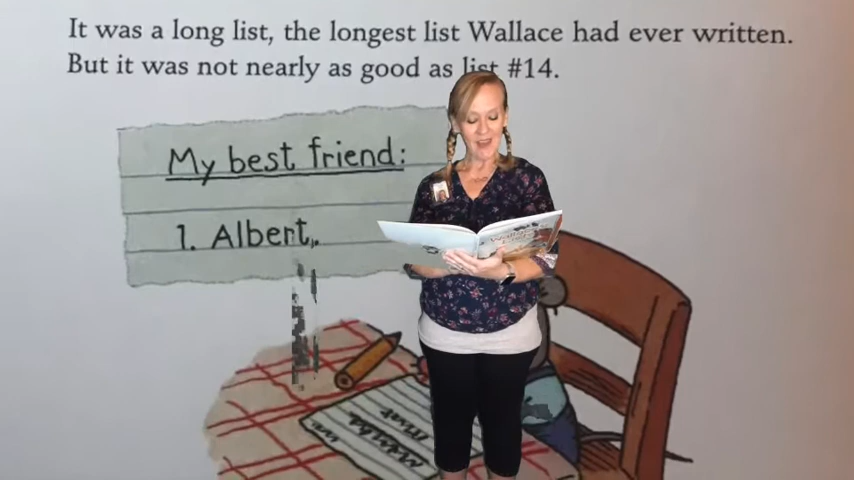 It was a long list, the longest list Wallace had ever written.
But it was not nearly as good as list #14.
My best friend:
1. Albert